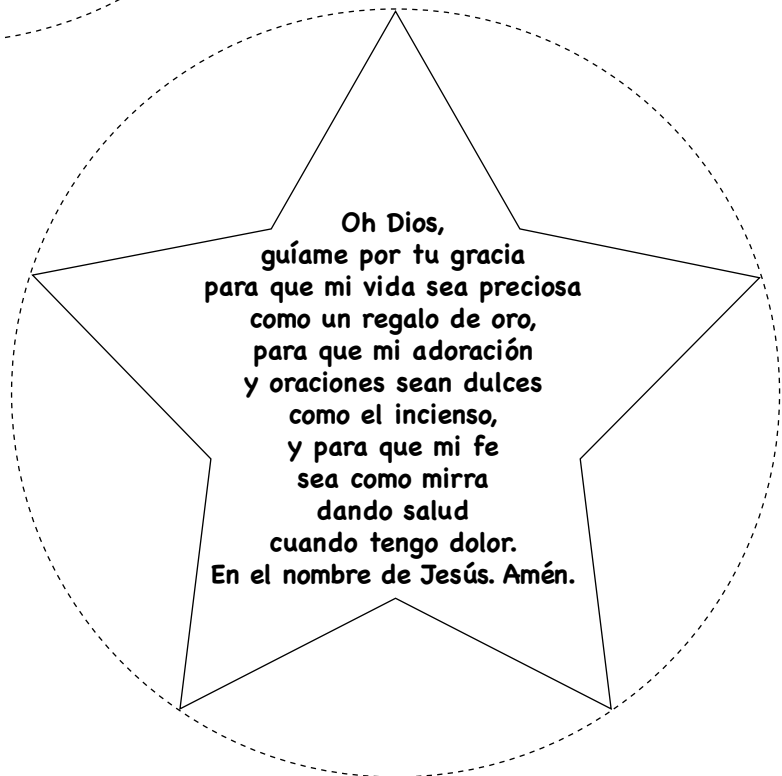 Oh Dios,
guíame por tu gracia
para que mi vida sea preciosa
como un regalo de oro,
para que mi adoración
y oraciones sean dulces
como el incienso,
y para que mi fe
sea como mirra
dando salud
cuando tengo dolor.
En el nombre de Jesús. Amén.